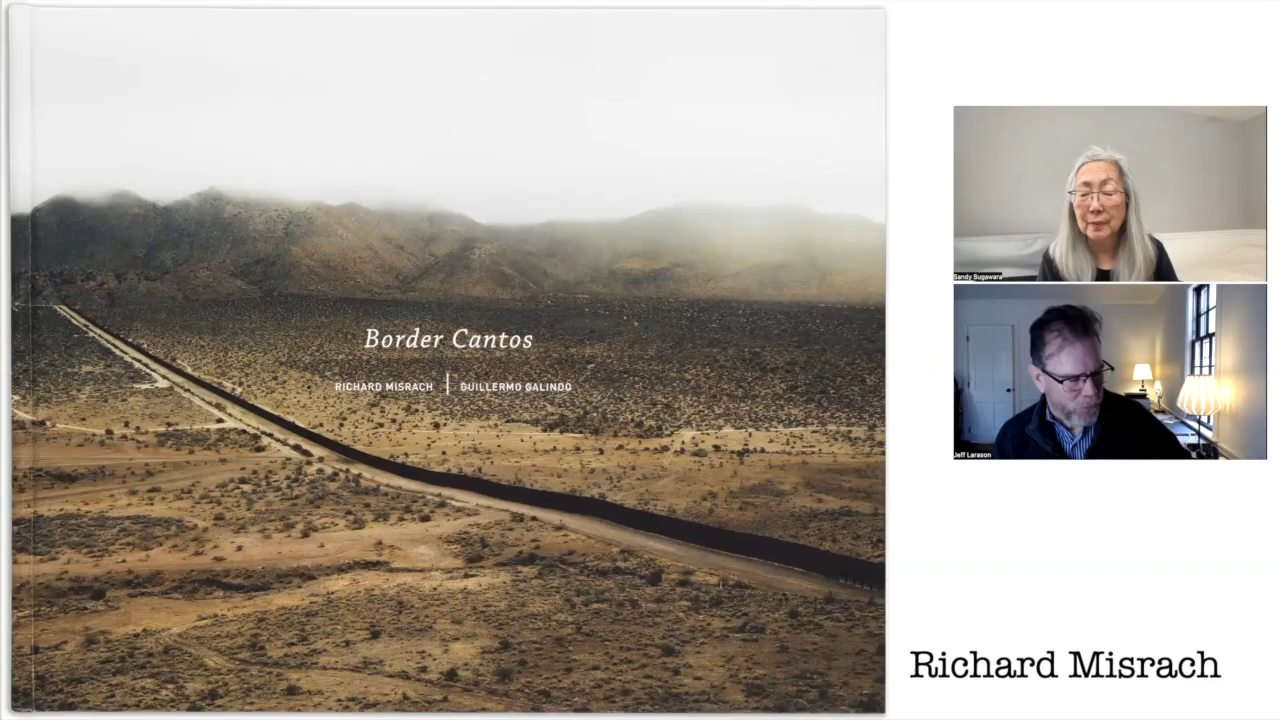 Border Cantos
RICHARD MISRACH | GUILLERMO GALINDO
Sandy Sugawara
Jeff Larason
Richard Misrach